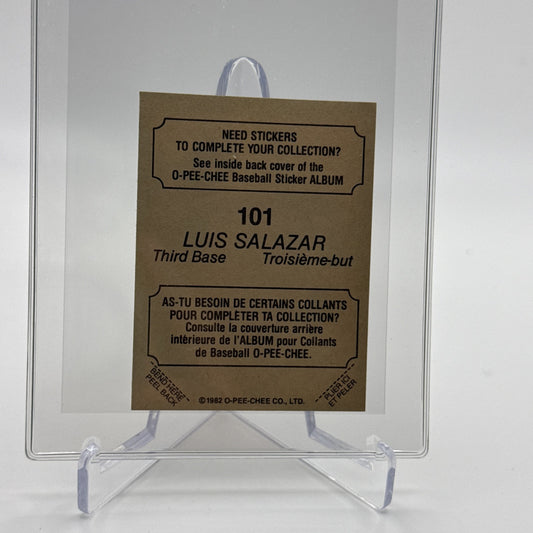 NEED STICKERS
TO COMPLETE YOUR COLLECTION?
See inside back cover of the
O-PEE-CHEE Baseball Sticker ALBUM
101
LUIS SALAZAR
Third Base Troisième-but
AS-TU BESOIN DE CERTAINS COLLANTS
POUR COMPLÉTER TA COLLECTION?
Consulte la couverture arrière
intérieure de l'ALBUM pour Collants
de Baseball O-PEE-CHEE.
BEND HERE
PEEL BACK
PLIER ICI
ET PELER
©1982 O-PEE-CHEE CO., LTD.